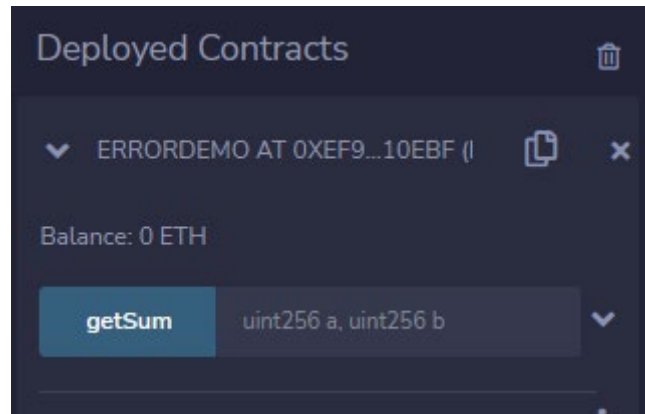 Deployed Contracts
ERRORDEMO AT 0XEF9...10EBF (
Balance: 0 ETH
getSum uint256 a, uint256 b